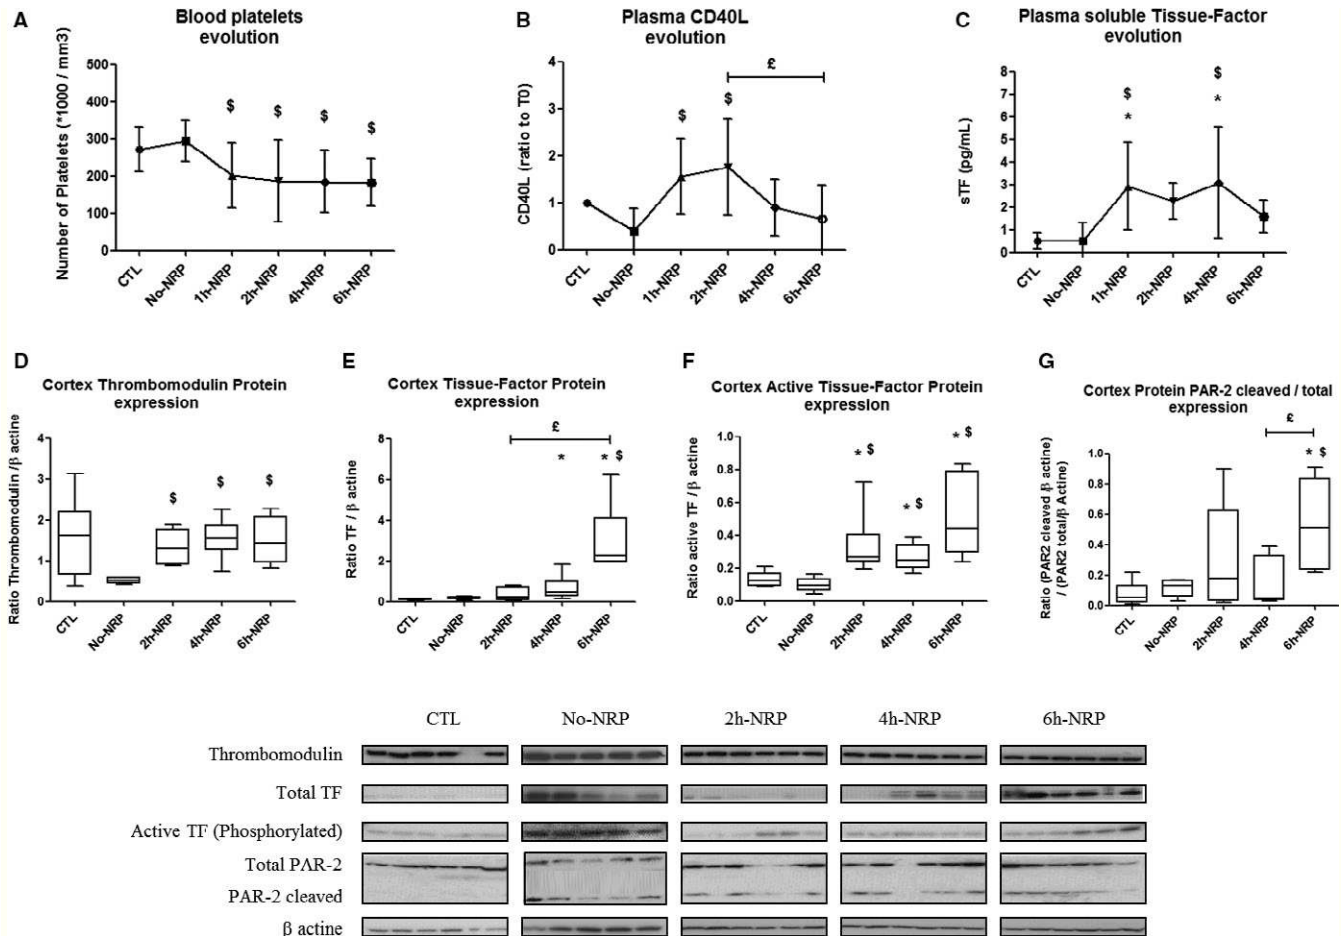 A
Blood platelets
evolution
Number of Platelets (*1000 / mm3)
500
400
300
200
100
0
$ $ $ $
CTL No-NRP 1h-NRP 2h-NRP 4h-NRP 6h-NRP
B
Plasma CD40L
evolution
CD40L (ratio to T0)
4
3
2
1
0
£
$ $
CTL No-NRP 1h-NRP 2h-NRP 4h-NRP 6h-NRP
C
Plasma soluble Tissue-Factor
evolution
sTF (pg/mL)
8
7
6
5
4
3
2
1
0
$ $
* *
CTL No-NRP 1h-NRP 2h-NRP 4h-NRP 6h-NRP
D
Cortex Thrombomodulin Protein
expression
Ratio Thrombomodulin /β actine
4
3
2
1
0
$ $ $
CTL No-NRP 2h-NRP 4h-NRP 6h-NRP
E
Cortex Tissue-Factor Protein
expression
Ratio TF / β actine
8
6
4
2
0
£
* * $
CTL No-NRP 2h-NRP 4h-NRP 6h-NRP
F
Cortex Active Tissue-Factor Protein
expression
Ratio active TF / β actine
1.0
0.8
0.6
0.4
0.2
0.0
* $ * $ * $
CTL No-NRP 2h-NRP 4h-NRP 6h-NRP
G
Cortex Protein PAR-2 cleaved / total
expression
Ratio (PAR2 cleaved β actine)
/ (PAR2 total/β Actine)
1.0
0.8
0.6
0.4
0.2
0.0
£
* $
CTL No-NRP 2h-NRP 4h-NRP 6h-NRP
CTL No-NRP 2h-NRP 4h-NRP 6h-NRP
Thrombomodulin
Total TF
Active TF (Phosphorylated)
Total PAR-2
PAR-2 cleaved
β actine